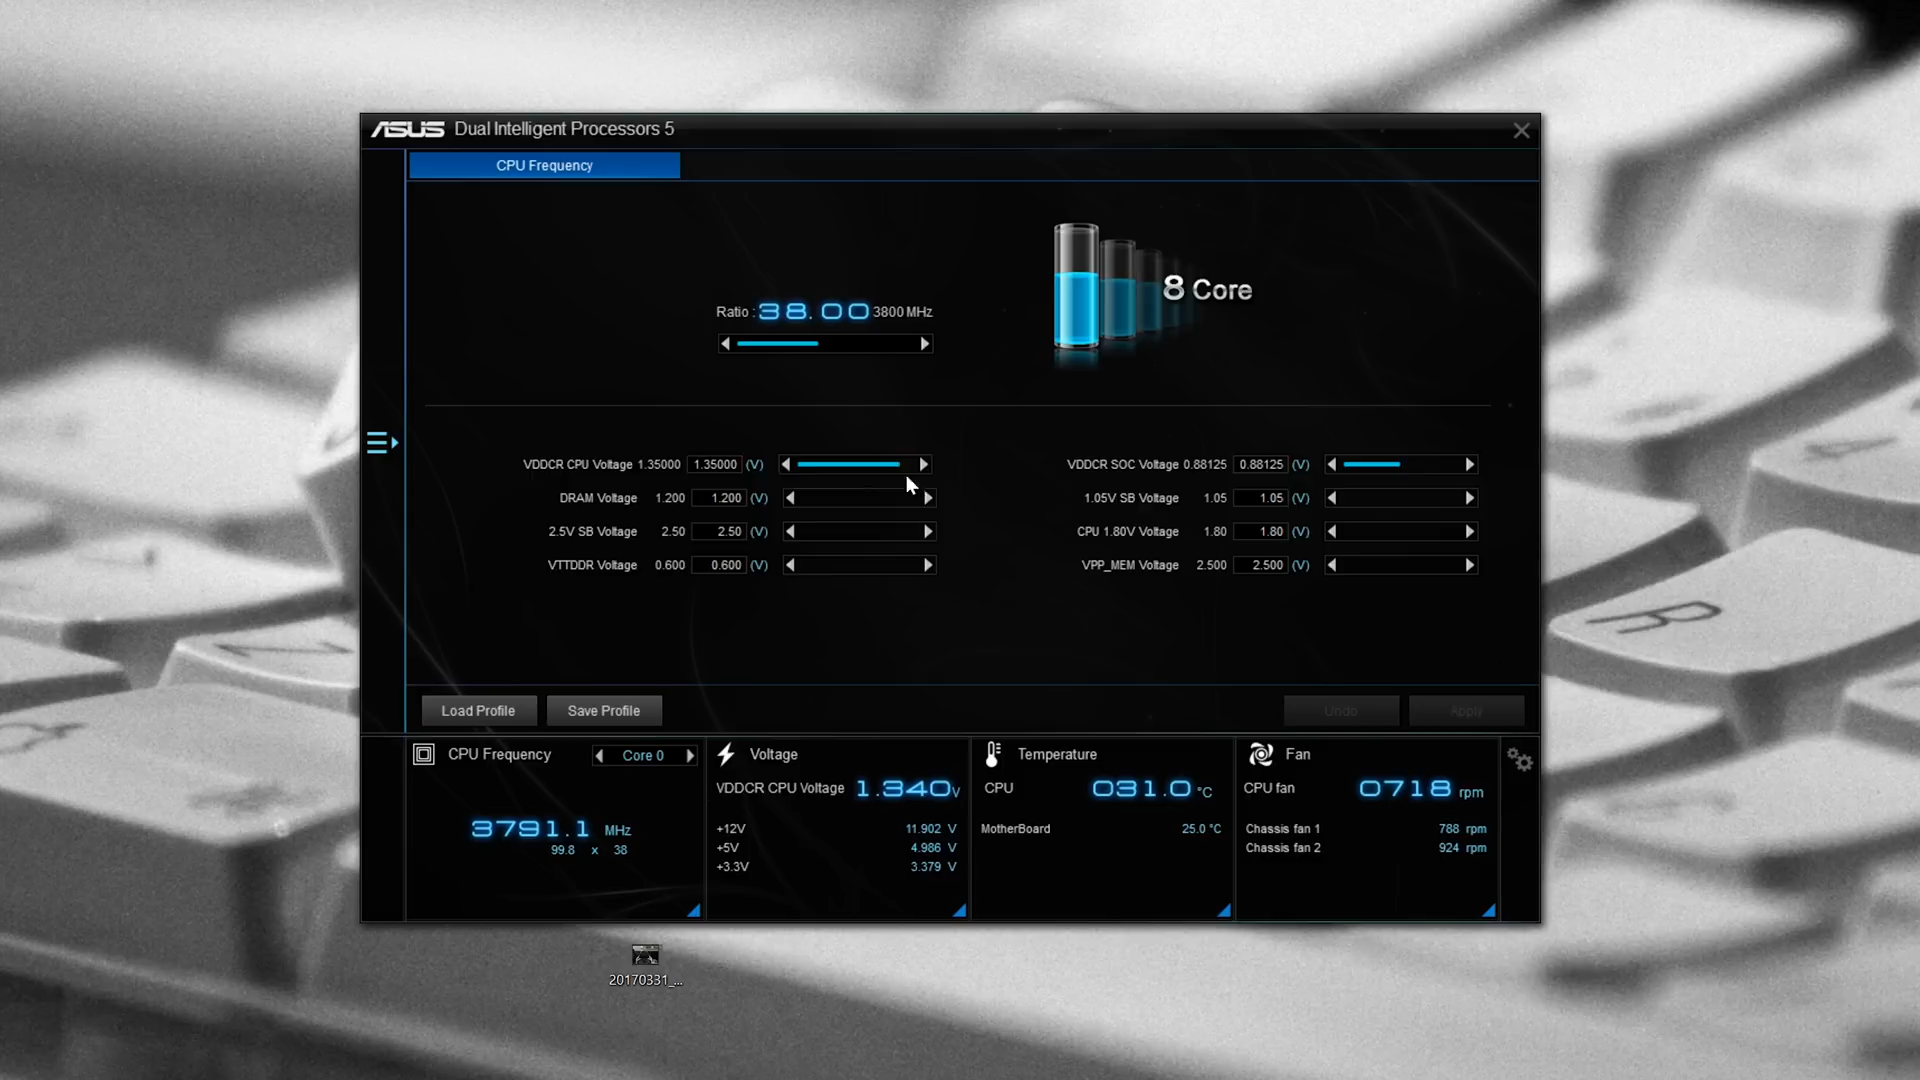 ASUS Dual Intelligent Processors 5
CPU Frequency
Ratio : 38.00 3800 MHz
8 Core
VDDCR CPU Voltage 1.35000 1.35000 (V)
VDDCR SOC Voltage 0.88125 0.88125 (V)
DRAM Voltage 1.200 1.200 (V)
1.05V SB Voltage 1.05 1.05 (V)
2.5V SB Voltage 2.50 2.50 (V)
CPU 1.80V Voltage 1.80 1.80 (V)
VTTDDR Voltage 0.600 0.600 (V)
VPP_MEM Voltage 2.500 2.500 (V)
Load Profile Save Profile Undo Apply
CPU Frequency Core 0
3791.1 MHz
99.8 x 38
Voltage
VDDCR CPU Voltage 1.340 V
+12V 11.902 V
+5V 4.986 V
+3.3V 3.379 V
Temperature
CPU 031.0 °C
MotherBoard 25.0 °C
Fan
CPU fan 0718 rpm
Chassis fan 1 788 rpm
Chassis fan 2 924 rpm
20170331_...
R
Z
4